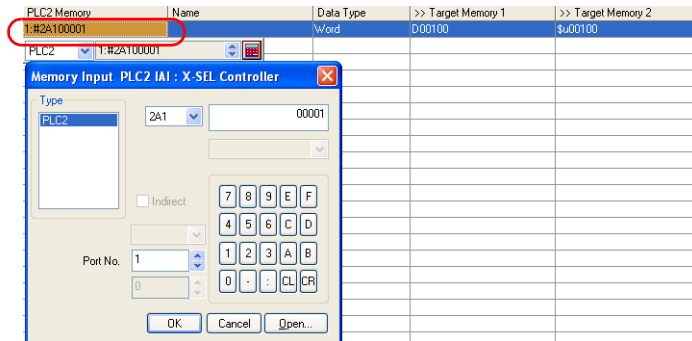 PLC2 Memory Name Data Type >> Target Memory 1 >> Target Memory 2
1:#2A100001 Word D00100 $u00100
PLC2 1:#2A100001
Memory Input PLC2 IAI : X-SEL Controller
Type
PLC2
2A1 00001
Indirect
7 8 9 E F
4 5 6 C D
Port No. 1
1 2 3 A B
0
0 · : CL CR
OK Cancel Open...